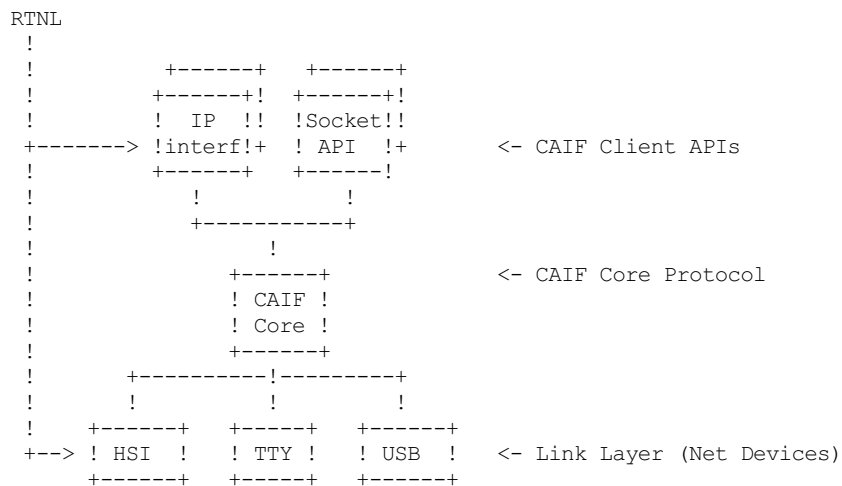 RTNL
 !
 !              +------+   +------+
 !             +------+!  +------+!
 !             !  IP  !!  !Socket!!
 +-------> !interf!+  ! API  !+        <- CAIF Client APIs
 !             +------+   +------!
 !                !           !
 !                +-----------+
 !                      !
 !                   +------+              <- CAIF Core Protocol
 !                   ! CAIF !
 !                   ! Core !
 !                   +------+
 !          +----------!---------+
 !          !          !         !
 !       +------+   +-----+   +------+
 +--> ! HSI  !   ! TTY !   ! USB  !    <- Link Layer (Net Devices)
         +------+   +-----+   +------+